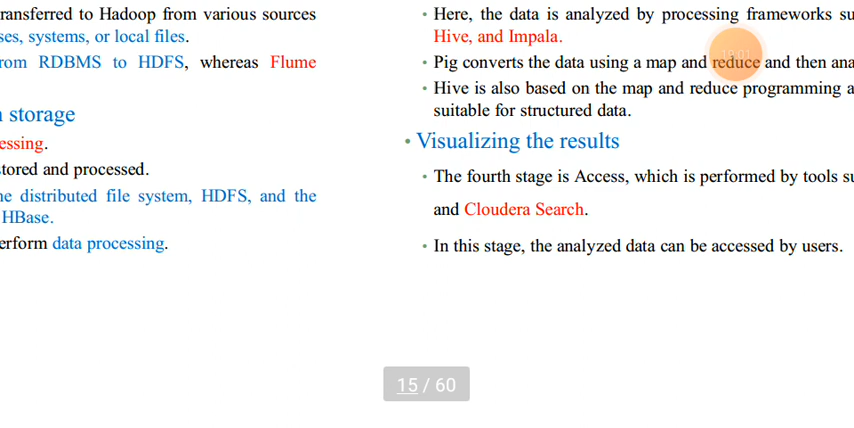 ransferred to Hadoop from various sources
ses, systems, or local files.
rom RDBMS to HDFS, whereas Flume
storage
essing.
tored and processed.
he distributed file system, HDFS, and the
HBase.
erform data processing.
• Here, the data is analyzed by processing frameworks su
Hive, and Impala.
• Pig converts the data using a map and reduce and then ana
• Hive is also based on the map and reduce programming a
suitable for structured data.
• Visualizing the results
• The fourth stage is Access, which is performed by tools su
and Cloudera Search.
• In this stage, the analyzed data can be accessed by users.
15 / 60